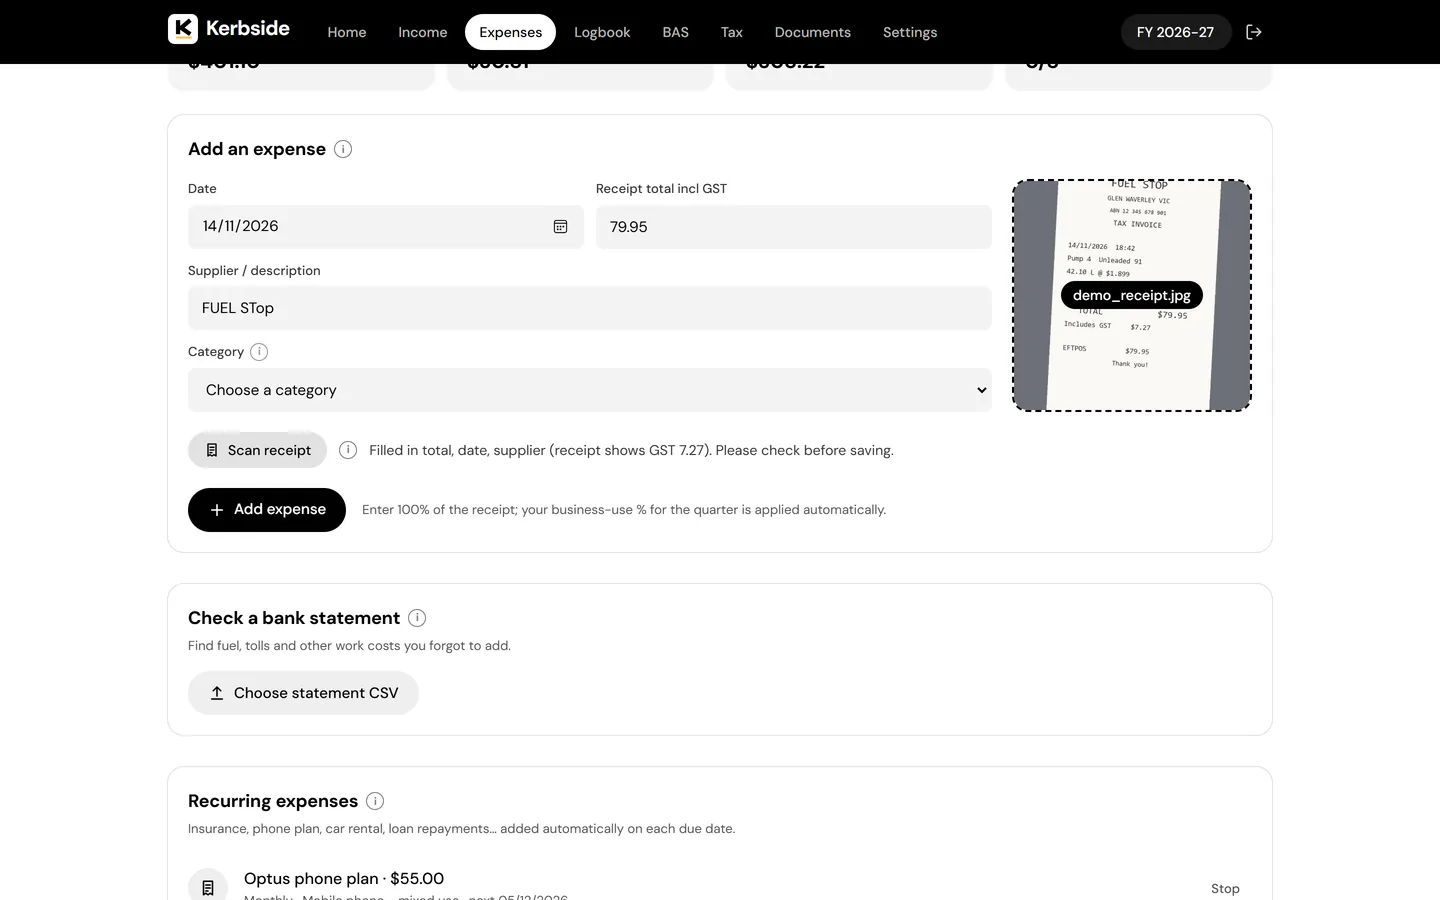 Kerbside
Home
Income
Expenses
Logbook
BAS
Tax
Documents
Settings
FY 2026-27
Add an expense
Date
Receipt total incl GST
14/11/2026
79.95
Supplier / description
FUEL STop
Category
Choose a category
FUEL STOP
GLEN WAVERLEY VIC
ABN 12 345 678 901
TAX INVOICE
14/11/2026 18:42
Pump 4 Unleaded 91
42.10 L @ $1.899
demo_receipt.jpg
TOTAL $79.95
Includes GST $7.27
EFTPOS $79.95
Thank you!
Scan receipt
Filled in total, date, supplier (receipt shows GST 7.27). Please check before saving.
Add expense
Enter 100% of the receipt; your business-use % for the quarter is applied automatically.
Check a bank statement
Find fuel, tolls and other work costs you forgot to add.
Choose statement CSV
Recurring expenses
Insurance, phone plan, car rental, loan repayments... added automatically on each due date.
Optus phone plan · $55.00
Stop